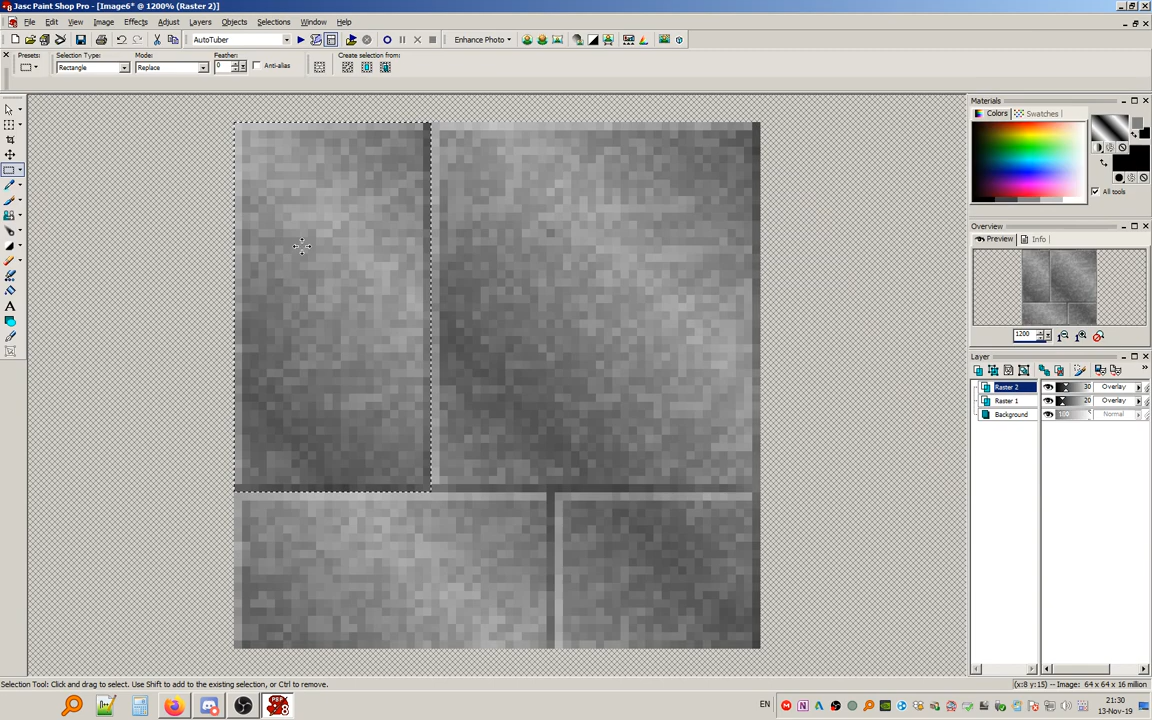 Jasc Paint Shop Pro - [Image6* @ 1200% (Raster 2)]
File Edit View Image Effects Adjust Layers Objects Selections Window Help
AutoTuber Enhance Photo
Presets: Selection Type: Mode: Feather: Create selection from:
Rectangle Replace 0 Anti-alias
Materials
Colors Swatches
All tools
Overview
Preview Info
1200
Layer
Raster 2 30 Overlay
Raster 1 20 Overlay
Background 100 Normal
Selection Tool: Click and drag to select. Use Shift to add to the existing selection, or Ctrl to remove.
(x:8 y:15) -- Image: 64 x 64 x 16 million
EN
21:30
13-Nov-19